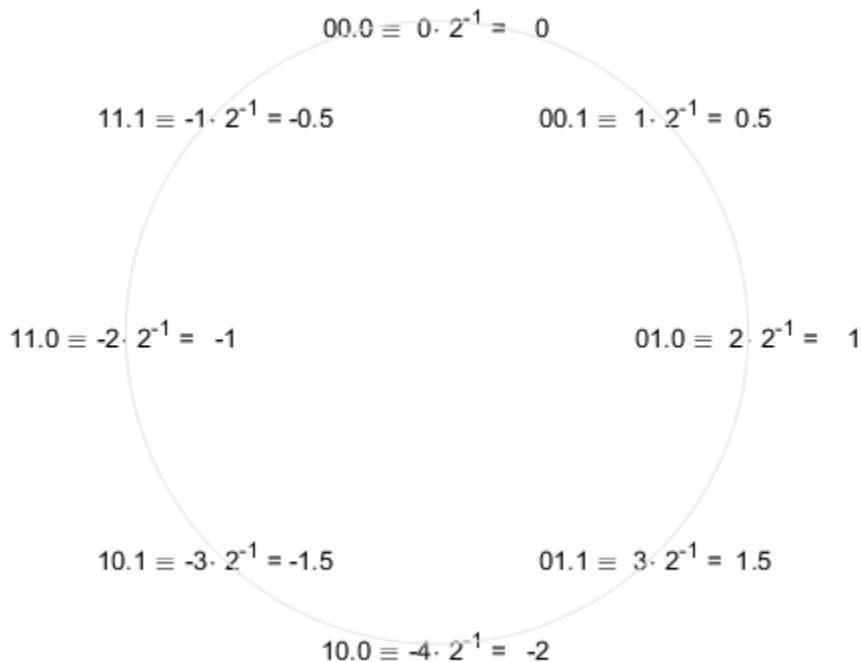 00.0 ≡ 0· 2^-1 = 0
11.1 ≡ -1· 2^-1 = -0.5
00.1 ≡ 1· 2^-1 = 0.5
11.0 ≡ -2· 2^-1 = -1
01.0 ≡ 2· 2^-1 = 1
10.1 ≡ -3· 2^-1 = -1.5
01.1 ≡ 3· 2^-1 = 1.5
10.0 ≡ -4· 2^-1 = -2